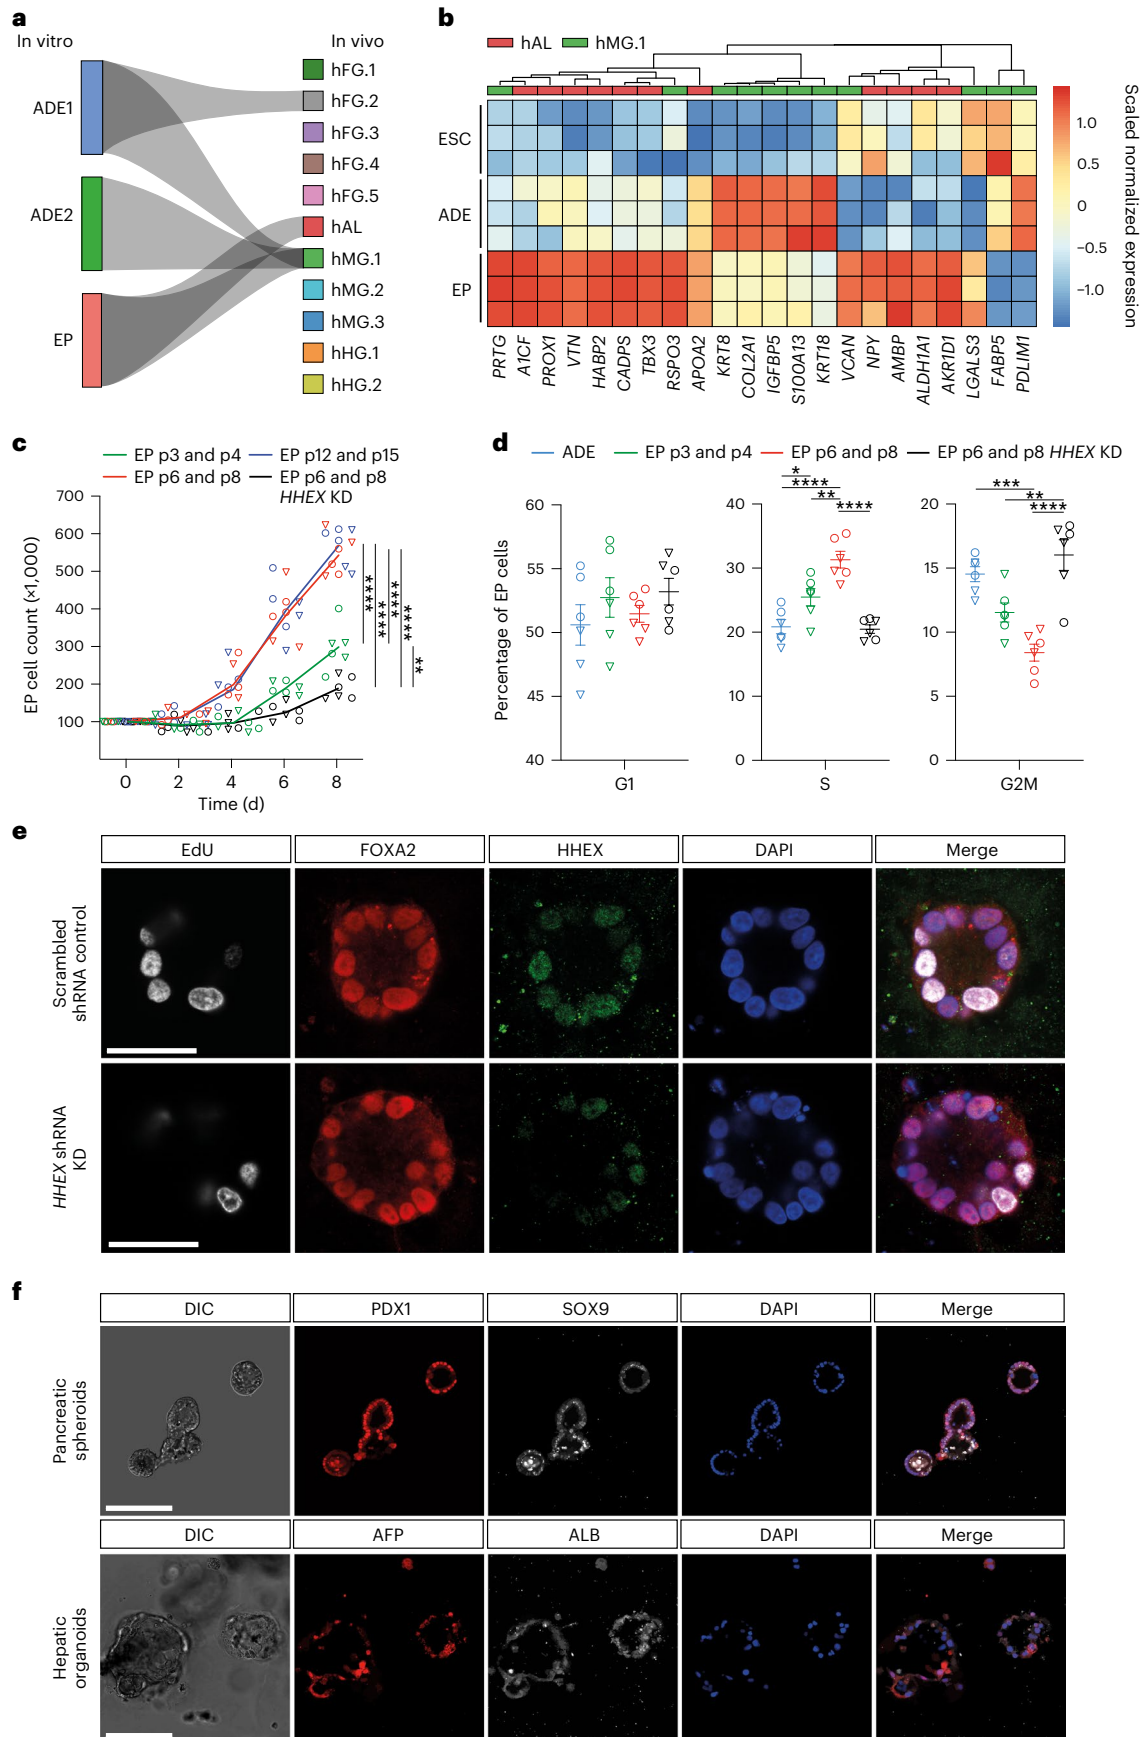 a
In vitro
In vivo
ADE1
ADE2
EP
hFG.1
hFG.2
hFG.3
hFG.4
hFG.5
hAL
hMG.1
hMG.2
hMG.3
hHG.1
hHG.2
b
hAL
hMG.1
ESC
ADE
EP
PRTG
A1CF
PROX1
VTN
HABP2
CADPS
TBX3
RSPO3
APOA2
KRT8
COL2A1
IGFBP5
S100A13
KRT18
VCAN
NPY
AMBP
ALDH1A1
AKR1D1
LGALS3
FABP5
PDLIM1
1.0
0.5
0
−0.5
−1.0
Scaled normalized expression
c
EP p3 and p4
EP p12 and p15
EP p6 and p8
EP p6 and p8
HHEX KD
700
600
500
400
300
200
100
EP cell count (×1,000)
0 2 4 6 8
Time (d)
****
****
****
****
**
d
ADE
EP p3 and p4
EP p6 and p8
EP p6 and p8 HHEX KD
Percentage of EP cells
60
55
50
45
40
G1
40
30
20
10
0
*
****
**
****
S
20
15
10
5
0
***
**
****
G2M
e
EdU
FOXA2
HHEX
DAPI
Merge
Scrambled
shRNA control
HHEX shRNA
KD
f
DIC
PDX1
SOX9
DAPI
Merge
Pancreatic
spheroids
DIC
AFP
ALB
DAPI
Merge
Hepatic
organoids